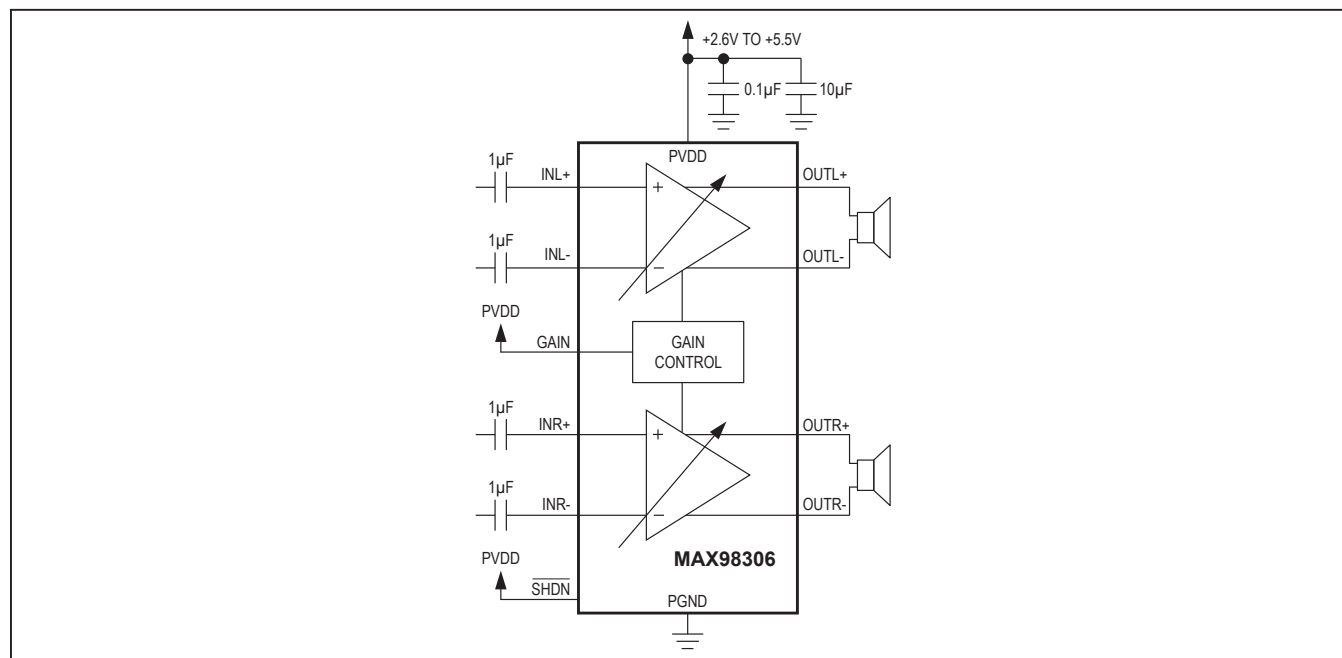 +2.6V TO +5.5V
0.1µF
10µF
PVDD
1µF
INL+
OUTL+
1µF
INL-
OUTL-
PVDD
GAIN
GAIN
CONTROL
1µF
INR+
OUTR+
1µF
INR-
OUTR-
PVDD
MAX98306
SHDN
PGND
+
−
+
−